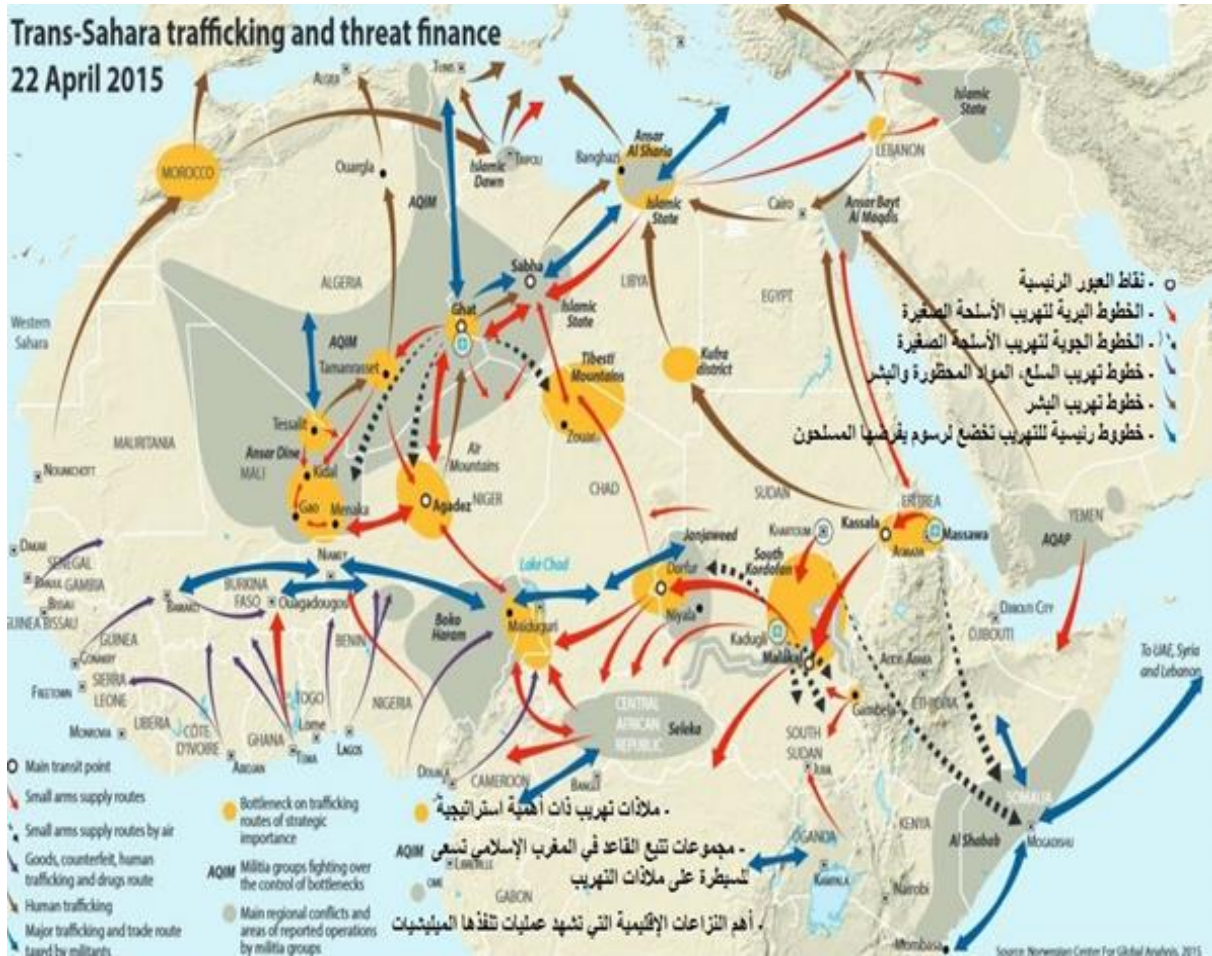 Trans-Sahara trafficking and threat finance
22 April 2015
ALGIER
TUNIS
Islamic
State
MOROCCO
Ouargla
Islamic
Dawn
TRIPOLI
Banghazi
Ansar
Al Sharia
Islamic
State
LEBANON
Cairo
Ansar Bayt
Al Maqdis
AQIM
ALGERIA
Sabha
LIBYA
EGYPT
Western
Sahara
Ghat
Islamic
State
AQIM
Tamanrasset
Tibesti
Mountains
Kufra
district
- نقاط العبور الرئيسية
- الخطوط البرية لتهريب الأسلحة الصغيرة
- الخطوط الجوية لتهريب الأسلحة الصغيرة
- خطوط تهريب السلع، المواد المحظورة والبشر
- خطوط تهريب البشر
- خطووط رئيسية للتهريب تخضع لرسوم يفرضها المسلحون
Tessalit
Zouar
MAURITANIA
Ansar Dine
MALI
Kidal
Air
Mountains
NOUAKCHOTT
Gao
Menaka
Agadez
NIGER
CHAD
SUDAN
ERITREA
YEMEN
AQAP
KHARTOUM
Kassala
ASMARA
Massawa
DAKAR
SENEGAL
GAMBIA
BISSAU
GUINEA BISSAU
NIAMEY
Lake Chad
Janjaweed
Darfur
South
Kordofan
BAMAKO
BURKINA
FASO
Ouagadougou
Boko
Haram
Maiduguri
Niyala
Kadugli
Malakal
DJIBOUTI CITY
DJIBOUTI
GUINEA
CONAKRY
BENIN
NIGERIA
ADDIS ABABA
ETHIOPIA
Gambela
To UAE, Syria
and Lebanon
FREETOWN
SIERRA
LEONE
TOGO
CENTRAL
AFRICAN
REPUBLIC
Seleka
SOUTH
SUDAN
MONROVIA
LIBERIA
CÔTE
D'IVOIRE
GHANA
Lome
LAGOS
ABIDJAN
TEMA
DOUALA
CAMEROON
BANGUI
JUBA
SOMALIA
Main transit point
Small arms supply routes
Small arms supply routes by air
Goods, counterfeit, human
trafficking and drugs route
Human trafficking
Major trafficking and trade route
taxed by militants
Bottleneck on trafficking
routes of strategic
importance
AQIM Militia groups fighting over
the control of bottlenecks
Main regional conflicts and
areas of reported operations
by militia groups
- ملاذات تهريب ذات أهمية استراتيجية
AQIM
- مجموعات تتبع القاعد في المغرب الإسلامي تسعى
للسيطرة على ملاذات التهريب
- أهم النزاعات الإقليمية التي تشهد عمليات تنفذها الميليشيات
LIBREVILLE
GABON
UGANDA
KAMPALA
KENYA
Nairobi
Al Shabab
MOGADISHU
Mombasa
Source: Norwegian Center For Global Analysis, 2015